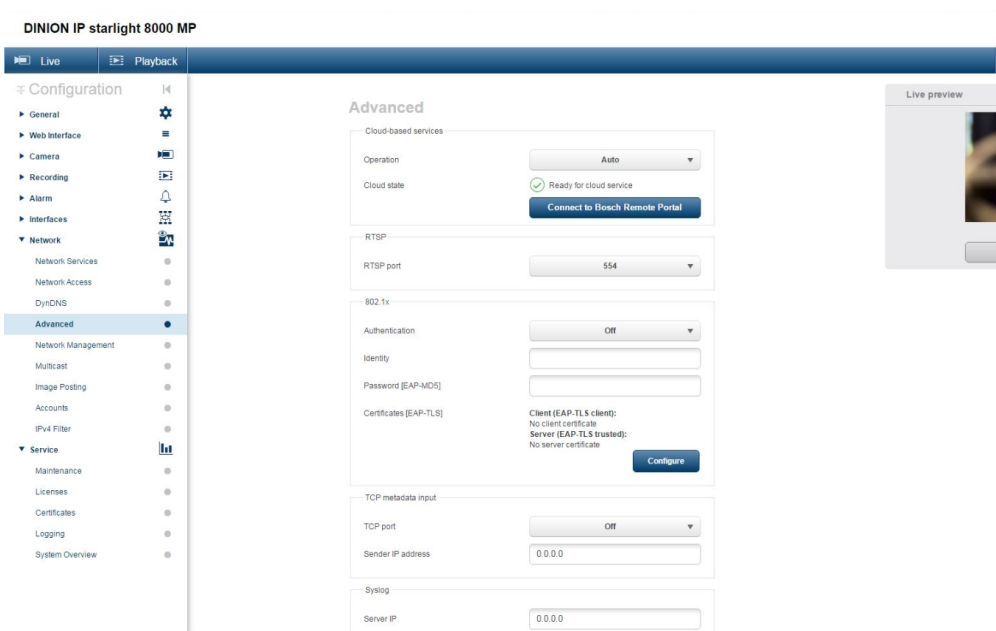 DINION IP starlight 8000 MP
Live
Playback
Configuration
General
Web Interface
Camera
Recording
Alarm
Interfaces
Network
Network Services
Network Access
DynDNS
Advanced
Network Management
Multicast
Image Posting
Accounts
IPv4 Filter
Service
Maintenance
Licenses
Certificates
Logging
System Overview
Advanced
Cloud-based services
Operation Auto
Cloud state Ready for cloud service
Connect to Bosch Remote Portal
RTSP
RTSP port 554
802.1x
Authentication Off
Identity
Password [EAP-MD5]
Certificates [EAP-TLS] Client (EAP-TLS client):
No client certificate
Server (EAP-TLS trusted):
No server certificate
Configure
TCP metadata input
TCP port Off
Sender IP address 0.0.0.0
Syslog
Server IP 0.0.0.0
Live preview